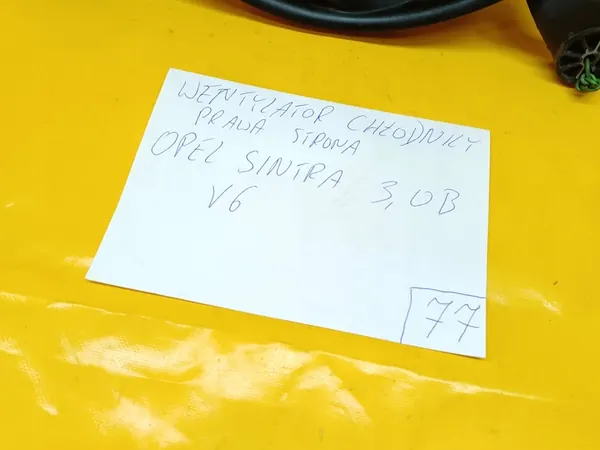 WENTYLATOR CHŁODNICY
PRAWA STRONA
OPEL SINTRA 3,0B
V6
77